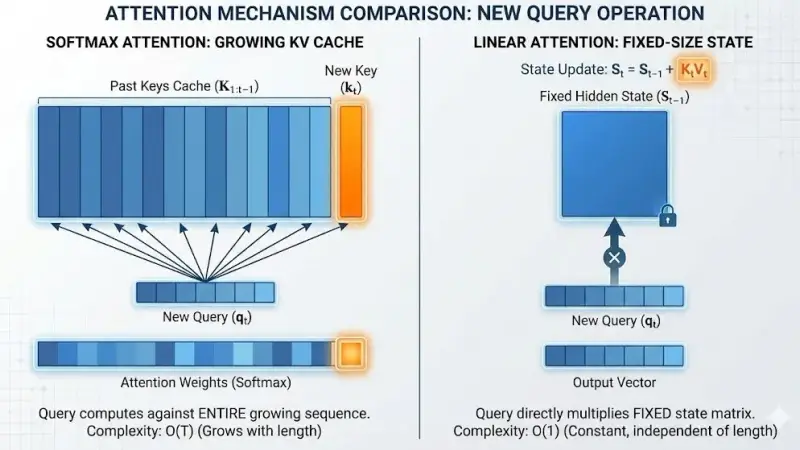 ATTENTION MECHANISM COMPARISON: NEW QUERY OPERATION
SOFTMAX ATTENTION: GROWING KV CACHE
Past Keys Cache (K₁:ₜ₋₁)
New Key
(kₜ)
New Query (qₜ)
Attention Weights (Softmax)
Query computes against ENTIRE growing sequence.
Complexity: O(T) (Grows with length)
LINEAR ATTENTION: FIXED-SIZE STATE
State Update: Sₜ = Sₜ₋₁ + KₜVₜ
Fixed Hidden State (Sₜ₋₁)
New Query (qₜ)
Output Vector
Query directly multiplies FIXED state matrix.
Complexity: O(1) (Constant, independent of length)